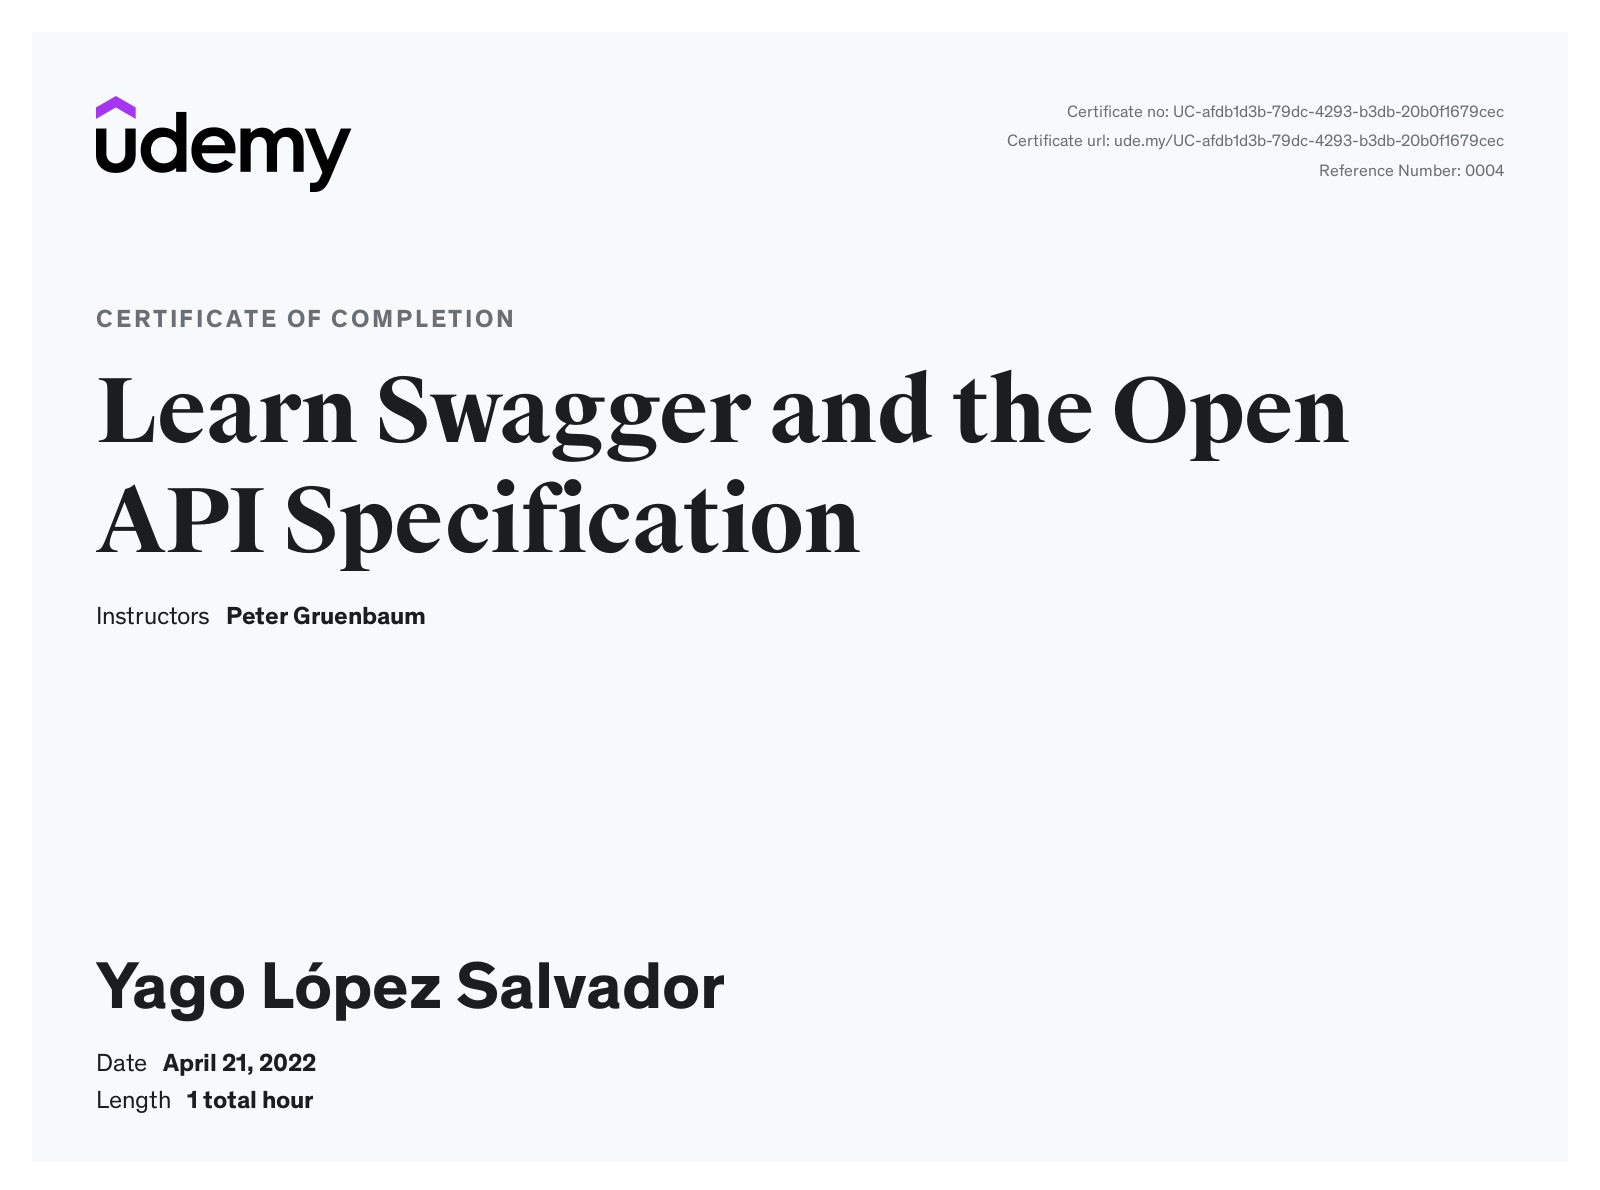 udemy
Certificate no: UC-afdb1d3b-79dc-4293-b3db-20b0f1679cec
Certificate url: ude.my/UC-afdb1d3b-79dc-4293-b3db-20b0f1679cec
Reference Number: 0004
CERTIFICATE OF COMPLETION
Learn Swagger and the Open
API Specification
Instructors Peter Gruenbaum
Yago López Salvador
Date April 21, 2022
Length 1 total hour